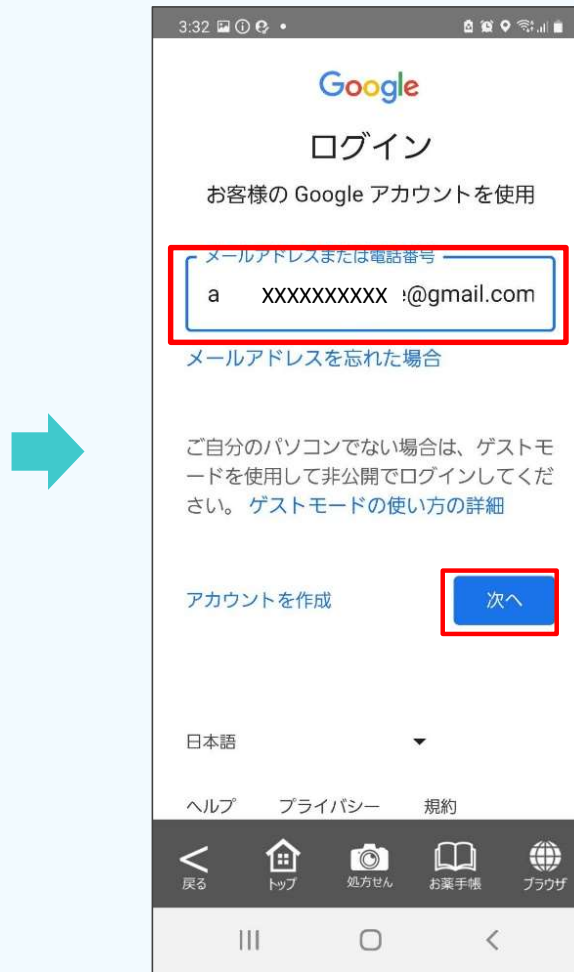 3:32
Google
ログイン
お客様の Google アカウントを使用
メールアドレスまたは電話番号
a XXXXXXXXXX @gmail.com
メールアドレスを忘れた場合
ご自分のパソコンでない場合は、ゲストモ
ードを使用して非公開でログインしてくだ
さい。 ゲストモードの使い方の詳細
アカウントを作成 次へ
日本語
ヘルプ プライバシー 規約
戻る トップ 処方せん お薬手帳 ブラウザ